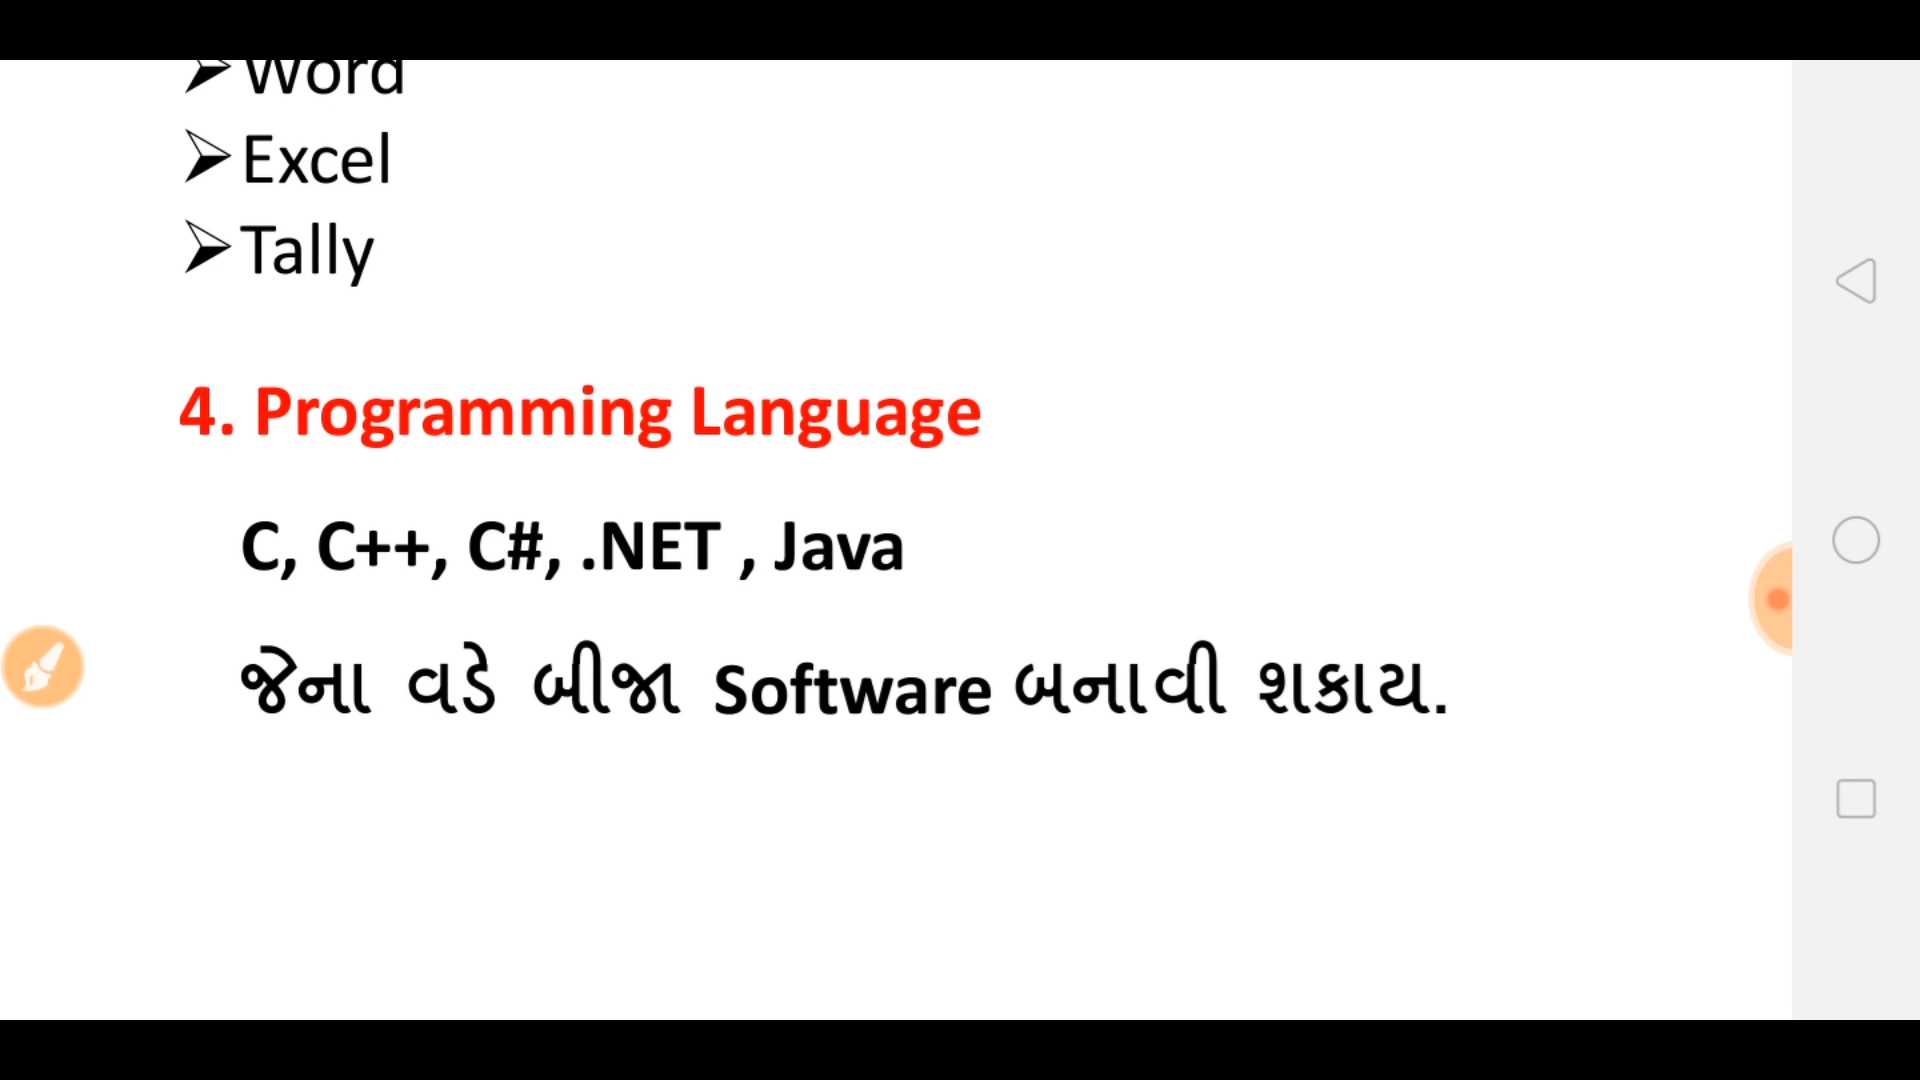 ➢Word
➢Excel
➢Tally
4. Programming Language
C, C++, C#, .NET , Java
જેના વડે બીજા Software બનાવી શકાય.